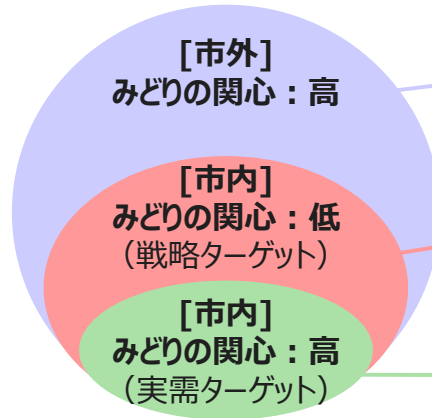 [市外]
みどりの関心：高
[市内]
みどりの関心：低
（戦略ターゲット）
[市内]
みどりの関心：高
（実需ターゲット）